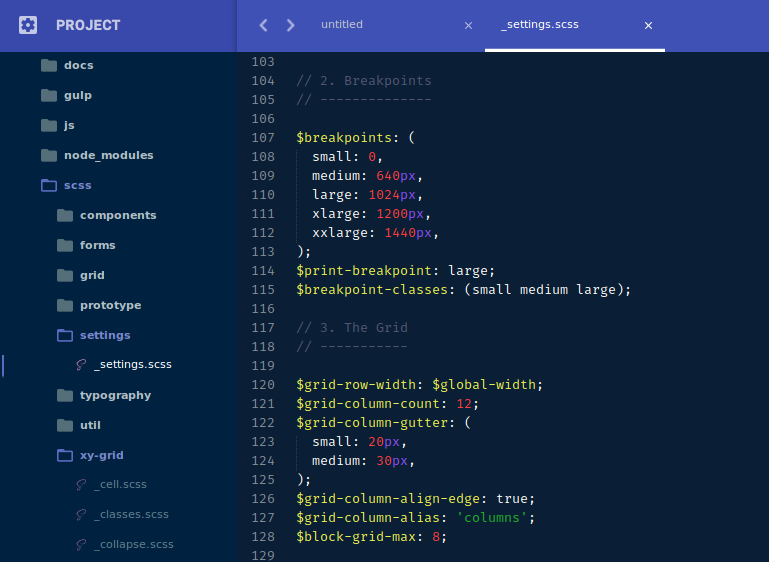 PROJECT
docs
gulp
js
node_modules
scss
components
forms
grid
prototype
settings
_settings.scss
typography
util
xy-grid
_cell.scss
_classes.scss
_collapse.scss
untitled ×
_settings.scss ×
103
104 // 2. Breakpoints
105 // --------------
106
107 $breakpoints: (
108 small: 0,
109 medium: 640px,
110 large: 1024px,
111 xlarge: 1200px,
112 xxlarge: 1440px,
113 );
114 $print-breakpoint: large;
115 $breakpoint-classes: (small medium large);
116
117 // 3. The Grid
118 // -----------
119
120 $grid-row-width: $global-width;
121 $grid-column-count: 12;
122 $grid-column-gutter: (
123 small: 20px,
124 medium: 30px,
125 );
126 $grid-column-align-edge: true;
127 $grid-column-alias: 'columns';
128 $block-grid-max: 8;
129